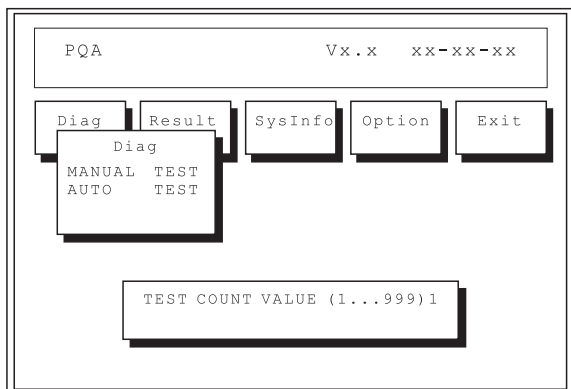 PQA Vx.x xx-xx-xx
Diag Result SysInfo Option Exit
Diag
MANUAL TEST
AUTO TEST
TEST COUNT VALUE (1...999)1